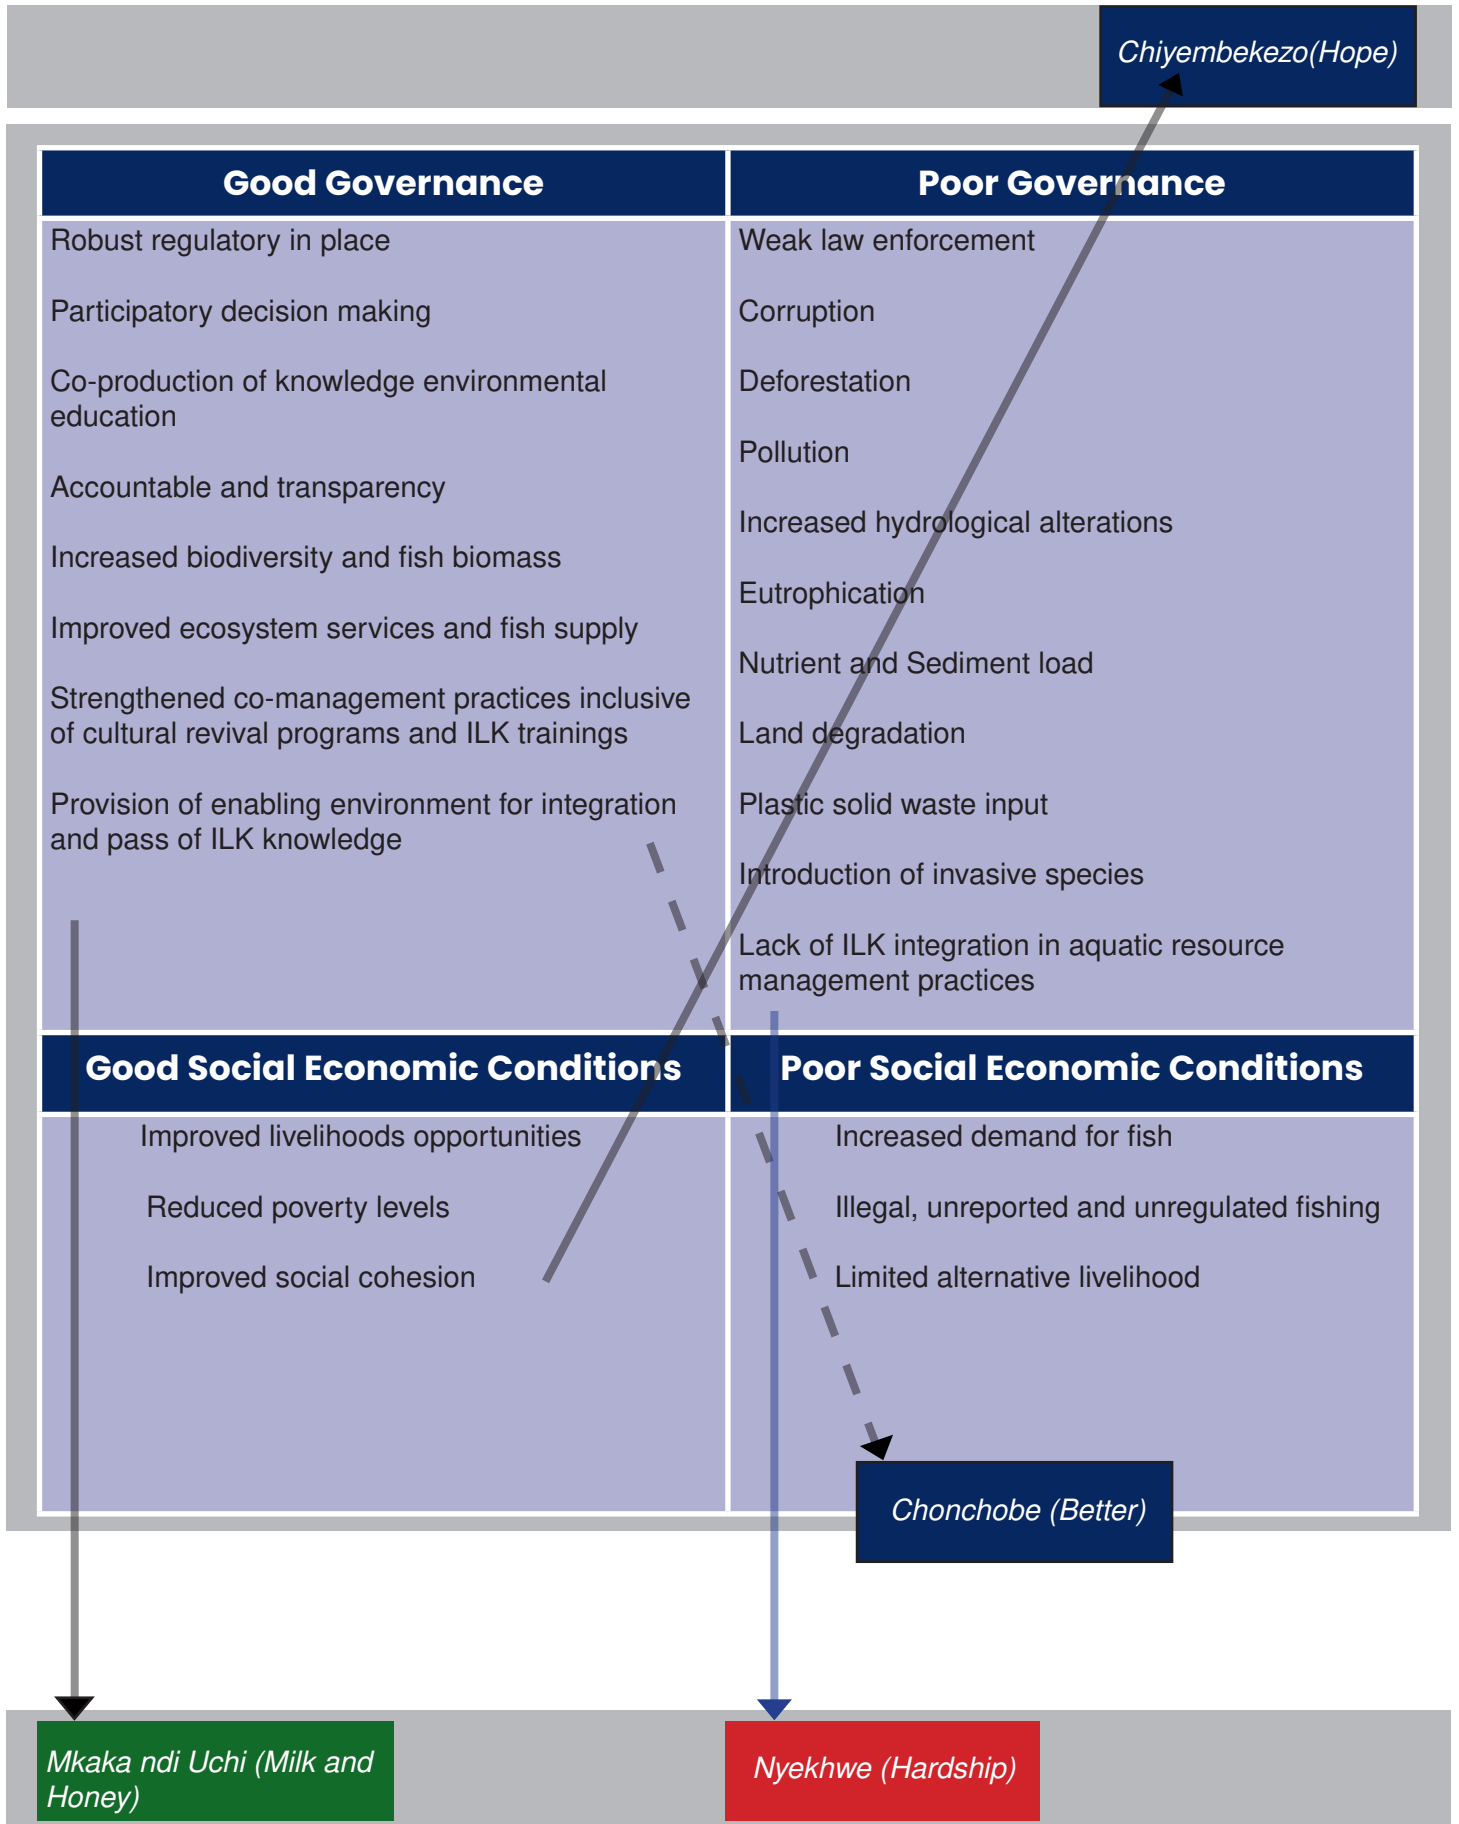 Chiyembekezo(Hope)
Good Governance
Robust regulatory in place
Participatory decision making
Co-production of knowledge environmental
education
Accountable and transparency
Increased biodiversity and fish biomass
Improved ecosystem services and fish supply
Strengthened co-management practices inclusive
of cultural revival programs and ILK trainings
Provision of enabling environment for integration
and pass of ILK knowledge
Poor Governance
Weak law enforcement
Corruption
Deforestation
Pollution
Increased hydrological alterations
Eutrophication
Nutrient and Sediment load
Land degradation
Plastic solid waste input
Introduction of invasive species
Lack of ILK integration in aquatic resource
management practices
Good Social Economic Conditions
Improved livelihoods opportunities
Reduced poverty levels
Improved social cohesion
Poor Social Economic Conditions
Increased demand for fish
Illegal, unreported and unregulated fishing
Limited alternative livelihood
Chonchobe (Better)
Mkaka ndi Uchi (Milk and
Honey)
Nyekhwe (Hardship)